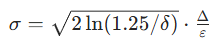 σ = √(2 ln(1.25/δ)) · Δ/ε